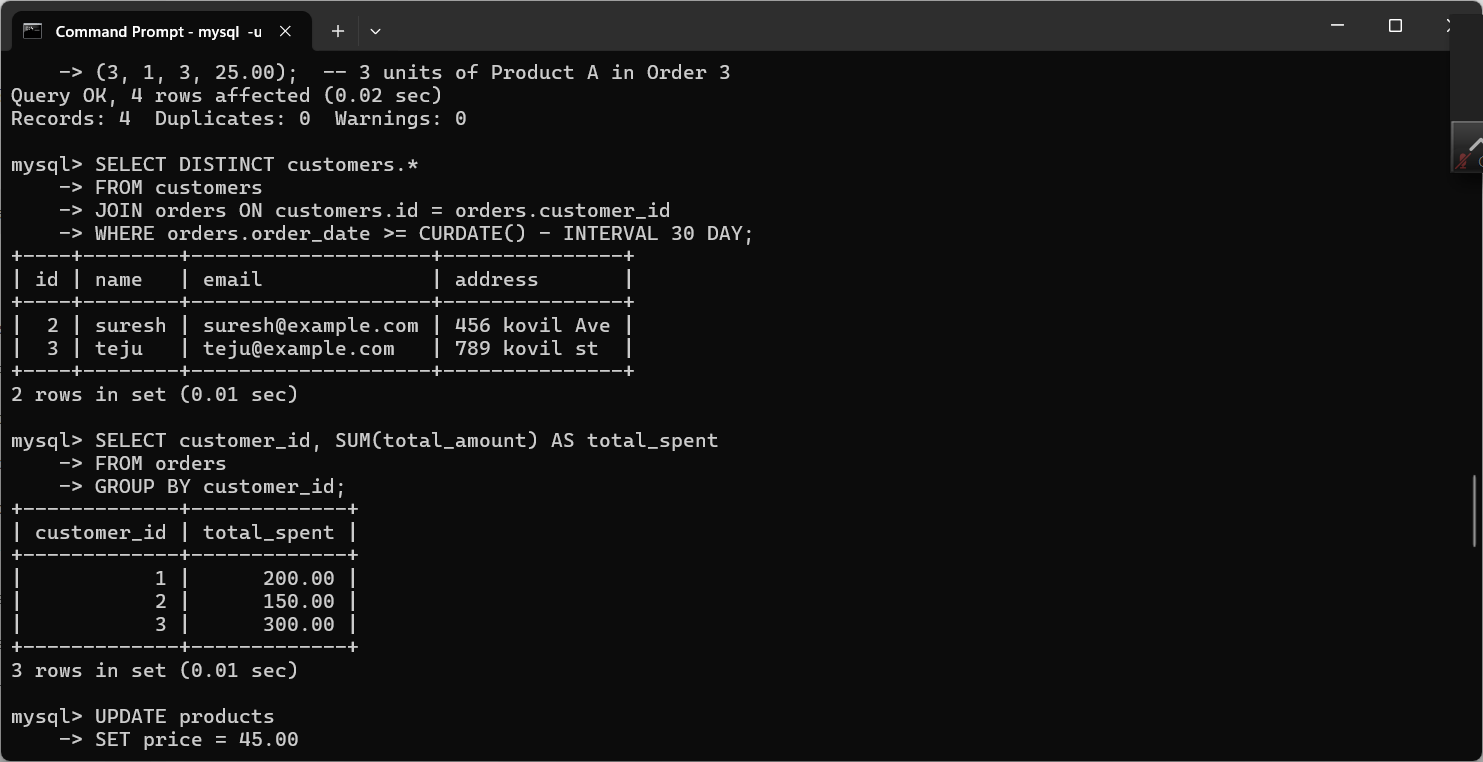 Command Prompt - mysql  -u
    -> (3, 1, 3, 25.00);  -- 3 units of Product A in Order 3
Query OK, 4 rows affected (0.02 sec)
Records: 4  Duplicates: 0  Warnings: 0
mysql> SELECT DISTINCT customers.*
    -> FROM customers
    -> JOIN orders ON customers.id = orders.customer_id
    -> WHERE orders.order_date >= CURDATE() - INTERVAL 30 DAY;
+----+--------+--------------------+---------------+
| id | name   | email              | address       |
+----+--------+--------------------+---------------+
|  2 | suresh | suresh@example.com | 456 kovil Ave |
|  3 | teju   | teju@example.com   | 789 kovil st  |
+----+--------+--------------------+---------------+
2 rows in set (0.01 sec)
mysql> SELECT customer_id, SUM(total_amount) AS total_spent
    -> FROM orders
    -> GROUP BY customer_id;
+-------------+-------------+
| customer_id | total_spent |
+-------------+-------------+
|           1 |      200.00 |
|           2 |      150.00 |
|           3 |      300.00 |
+-------------+-------------+
3 rows in set (0.01 sec)
mysql> UPDATE products
    -> SET price = 45.00